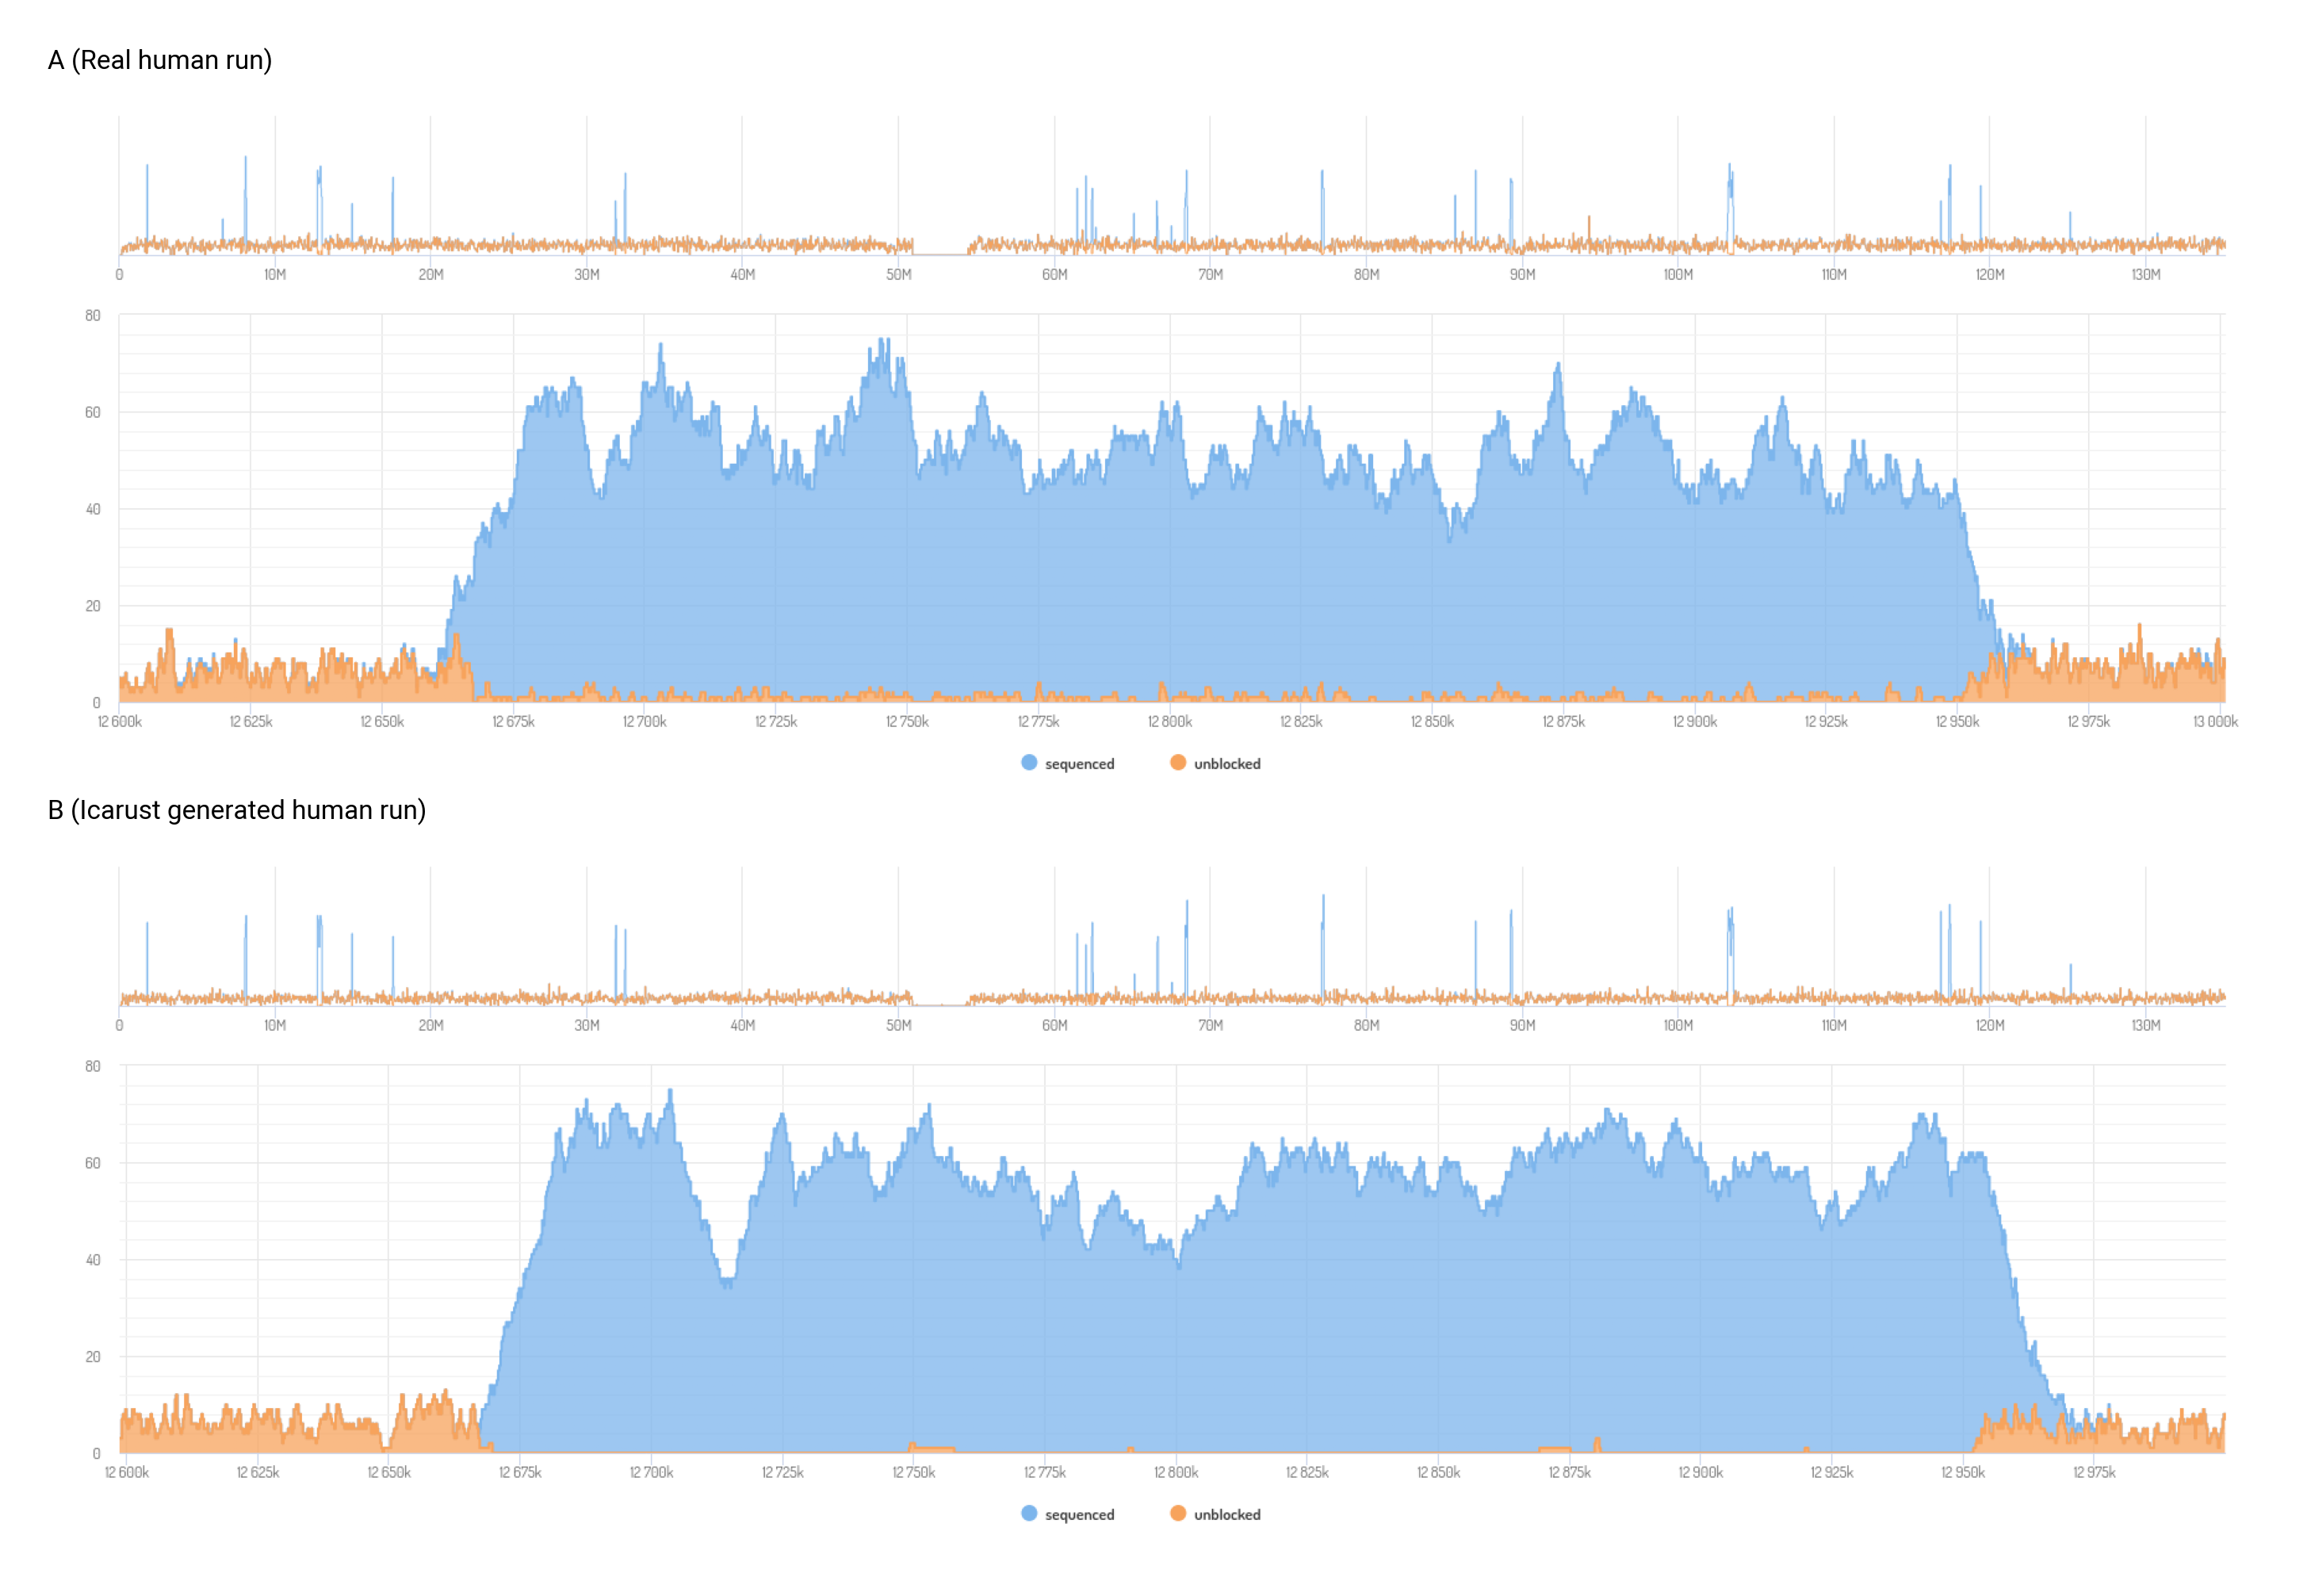 A (Real human run)
0 10M 20M 30M 40M 50M 60M 70M 80M 90M 100M 110M 120M 130M
80
60
40
20
0
12 600k 12 625k 12 650k 12 675k 12 700k 12 725k 12 750k 12 775k 12 800k 12 825k 12 850k 12 875k 12 900k 12 925k 12 950k 12 975k 13 000k
sequenced unblocked
B (Icarust generated human run)
0 10M 20M 30M 40M 50M 60M 70M 80M 90M 100M 110M 120M 130M
80
60
40
20
0
12 600k 12 625k 12 650k 12 675k 12 700k 12 725k 12 750k 12 775k 12 800k 12 825k 12 850k 12 875k 12 900k 12 925k 12 950k 12 975k
sequenced unblocked